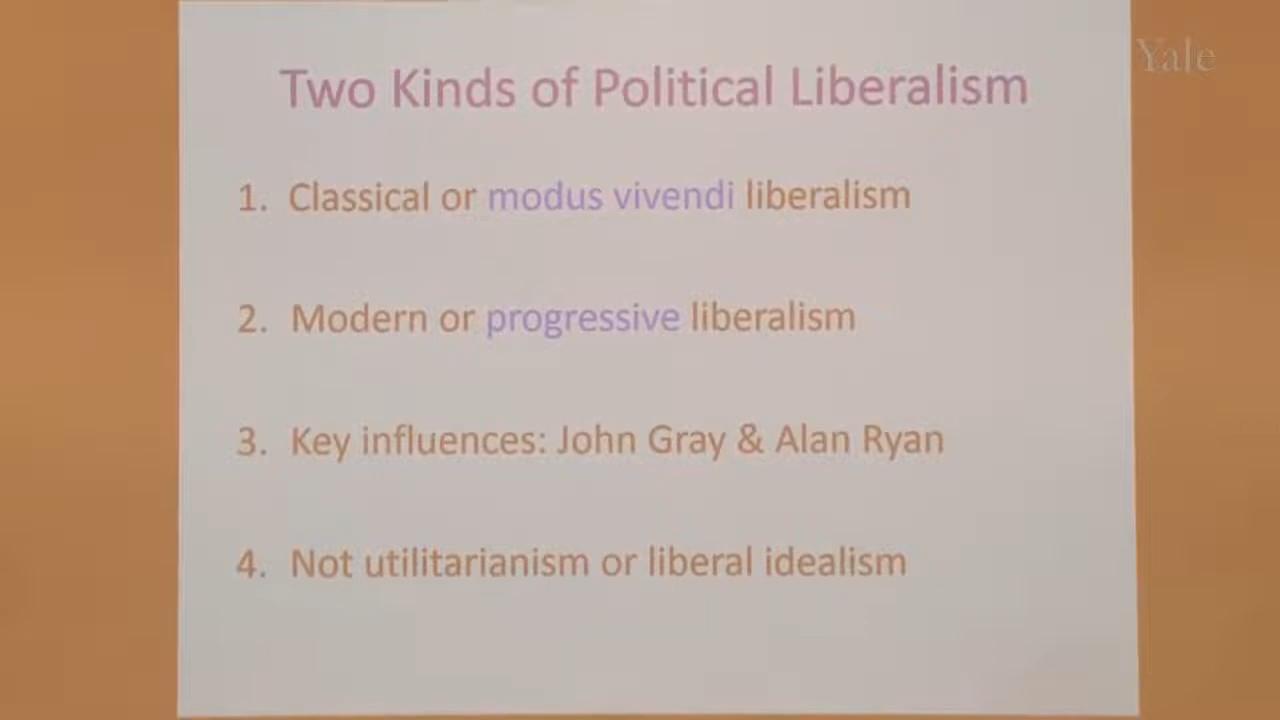 Yale
Two Kinds of Political Liberalism
1. Classical or modus vivendi liberalism
2. Modern or progressive liberalism
3. Key influences: John Gray & Alan Ryan
4. Not utilitarianism or liberal idealism